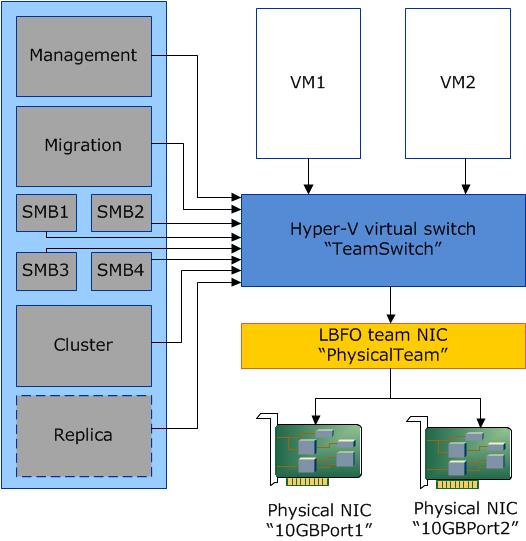 Management
Migration
SMB1
SMB2
SMB3
SMB4
Cluster
Replica
VM1
VM2
Hyper-V virtual switch
“TeamSwitch”
LBFO team NIC
“PhysicalTeam”
Physical NIC
“10GBPort1”
Physical NIC
“10GBPort2”